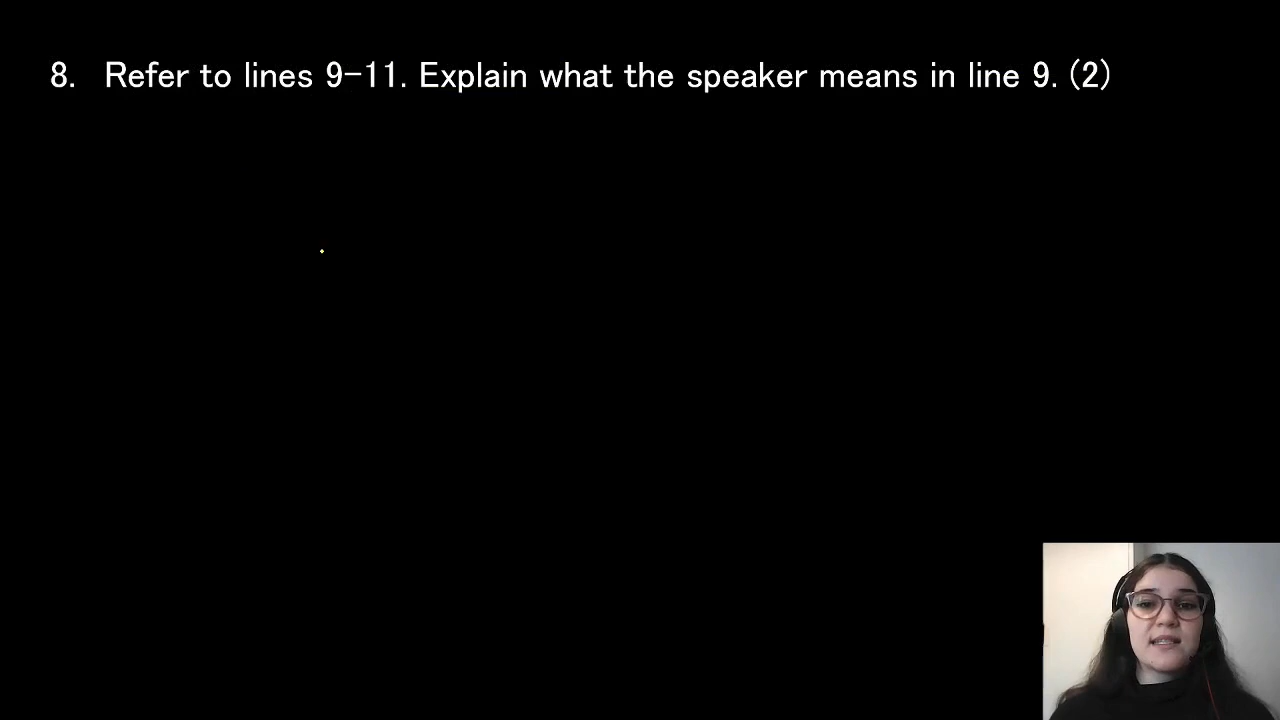 8. Refer to lines 9-11. Explain what the speaker means in line 9. (2)